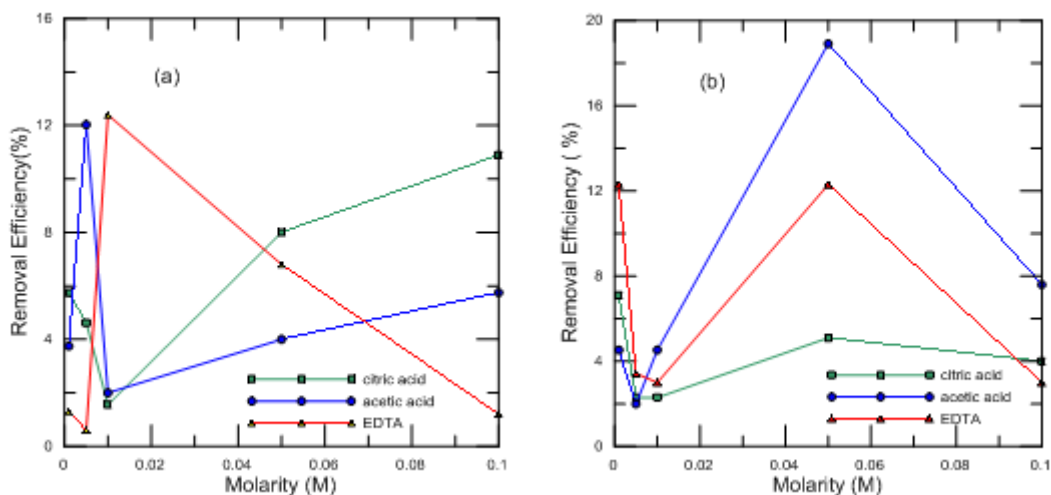 16
12
8
4
0
Removal Efficiency(%)
(a)
citric acid
acetic acid
EDTA
0
0.02
0.04
0.06
0.08
0.1
Molarity (M)
20
16
12
8
4
0
Removal Efficiency ( %)
(b)
citric acid
acetic acid
EDTA
0
0.02
0.04
0.06
0.08
0.1
Molarity (M)